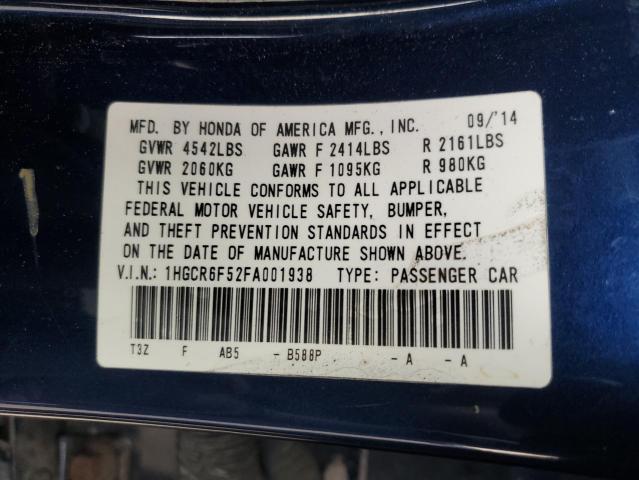 MFD. BY HONDA OF AMERICA MFG., INC. 09/'14
GVWR 4542LBS GAWR F 2414LBS R 2161LBS
GVWR 2060KG GAWR F 1095KG R 980KG
THIS VEHICLE CONFORMS TO ALL APPLICABLE
FEDERAL MOTOR VEHICLE SAFETY, BUMPER,
AND THEFT PREVENTION STANDARDS IN EFFECT
ON THE DATE OF MANUFACTURE SHOWN ABOVE.
V.I.N.: 1HGCR6F52FA001938 TYPE: PASSENGER CAR
T3Z F AB5 - B588P - A - A